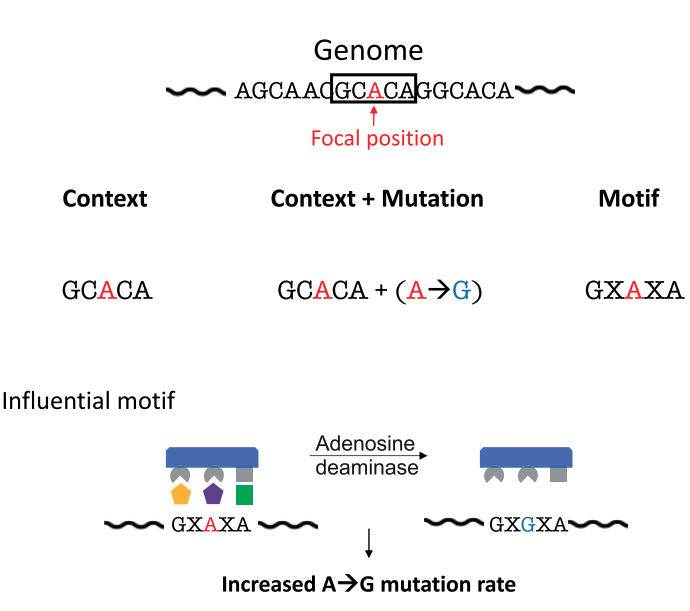 Genome
AGCAACGCACAGGCACA
Focal position
Context Context + Mutation Motif
GCACA GCACA + (A→G) GXAXA
Influential motif
Adenosine
deaminase
GXAXA GXGXA
Increased A→G mutation rate